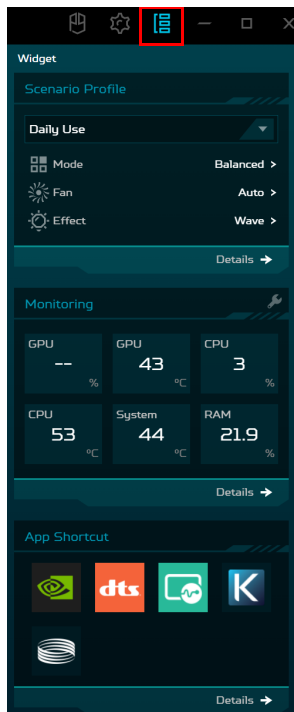 Widget
Scenario Profile
Daily Use
Mode Balanced >
Fan Auto >
Effect Wave >
Details →
Monitoring
GPU GPU CPU
-- 43 3
% °C %
CPU System RAM
53 44 21.9
°C °C %
Details →
App Shortcut
dts K
Details →